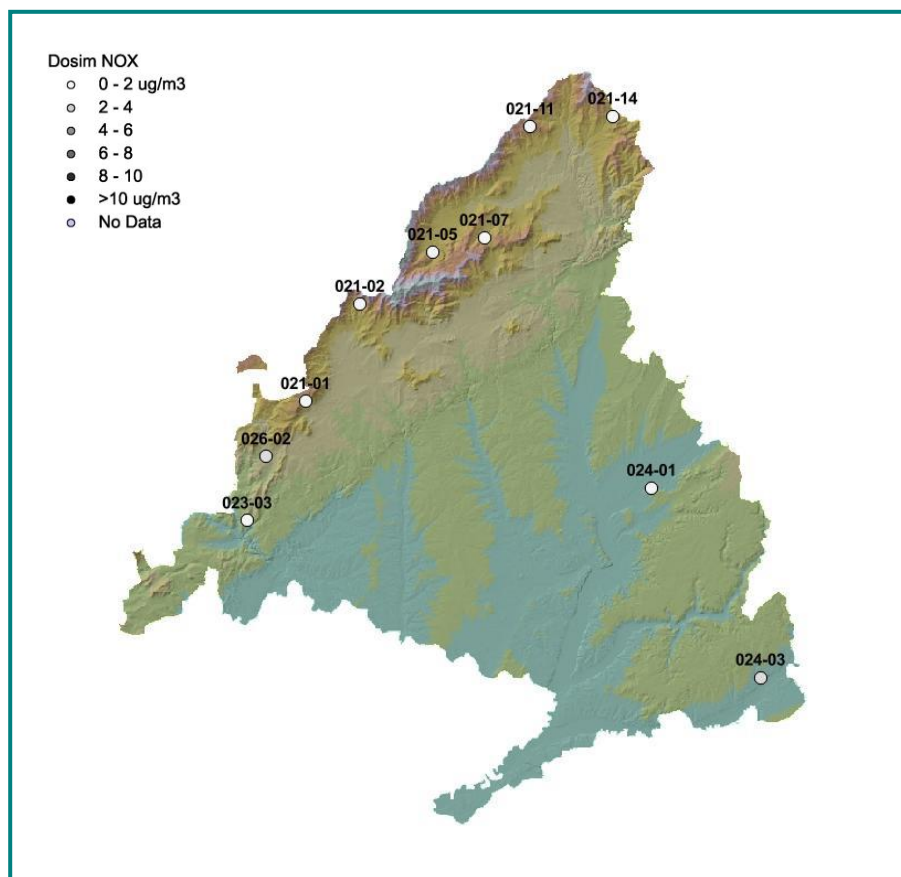 Dosim NOX
0 - 2 ug/m3
2 - 4
4 - 6
6 - 8
8 - 10
>10 ug/m3
No Data
021-14
021-11
021-07
021-05
021-02
021-01
026-02
024-01
023-03
024-03